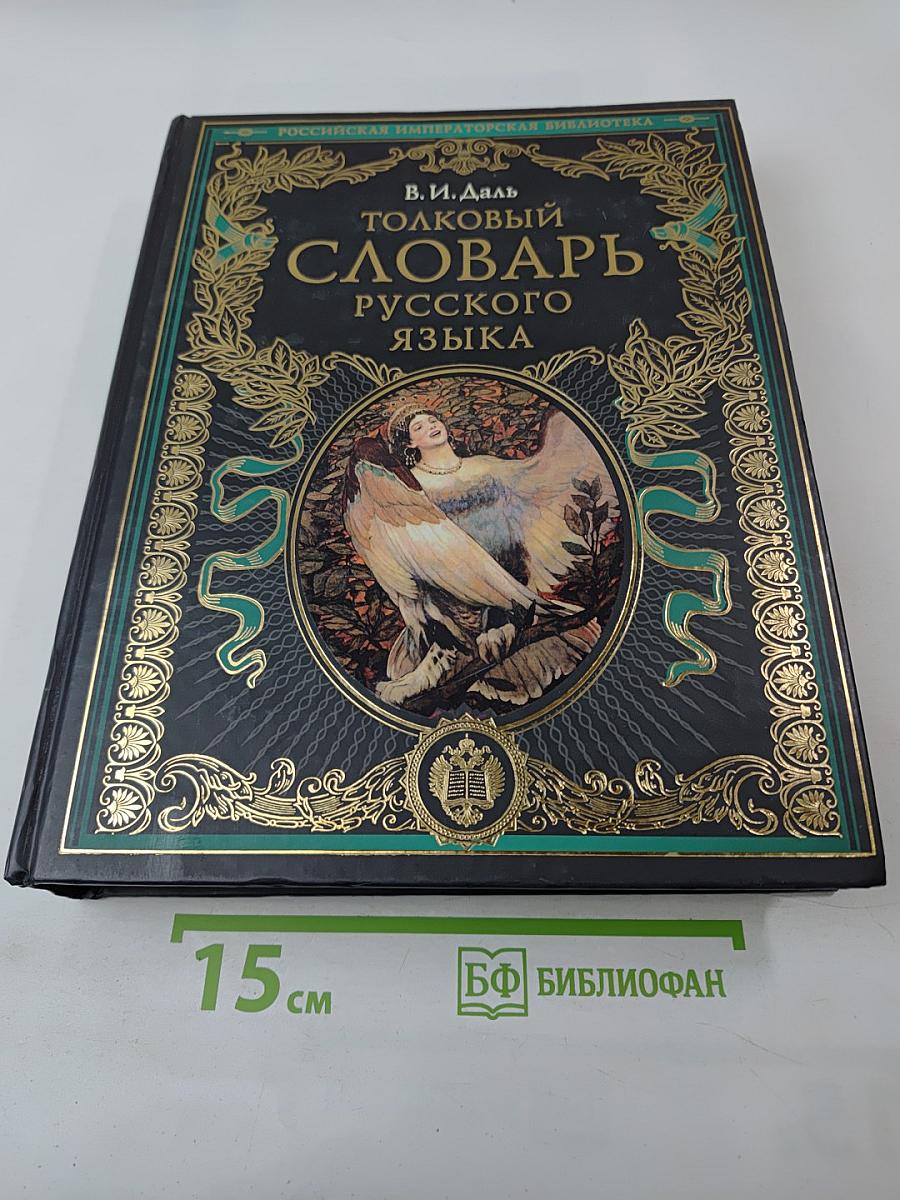 РОССИЙСКАЯ ИМПЕРАТОРСКАЯ БИБЛИОТЕКА
В. И. Даль
ТОЛКОВЫЙ
СЛОВАРЬ
РУССКОГО
ЯЗЫКА
15 см
БФ БИБЛИОФАН